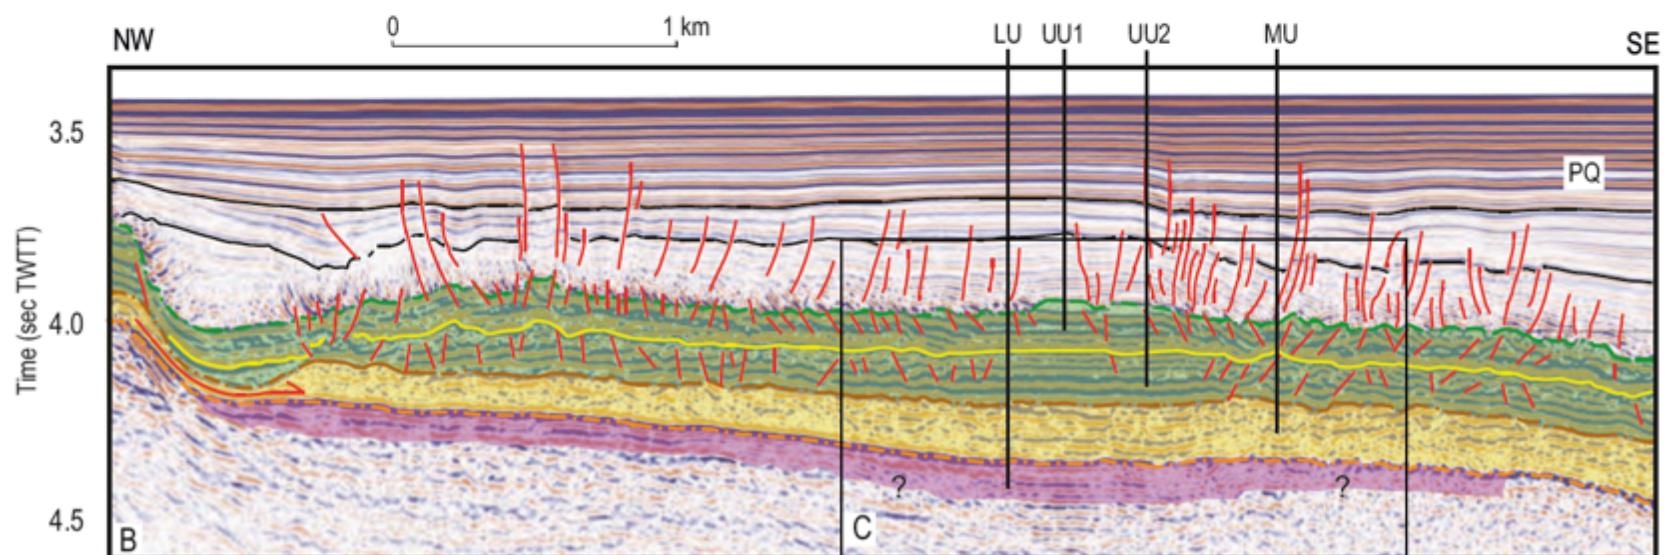 0 1 km
NW LU UU1 UU2 MU SE
3.5
PQ
4.0
Time (sec TWTT)
? ?
4.5
B C